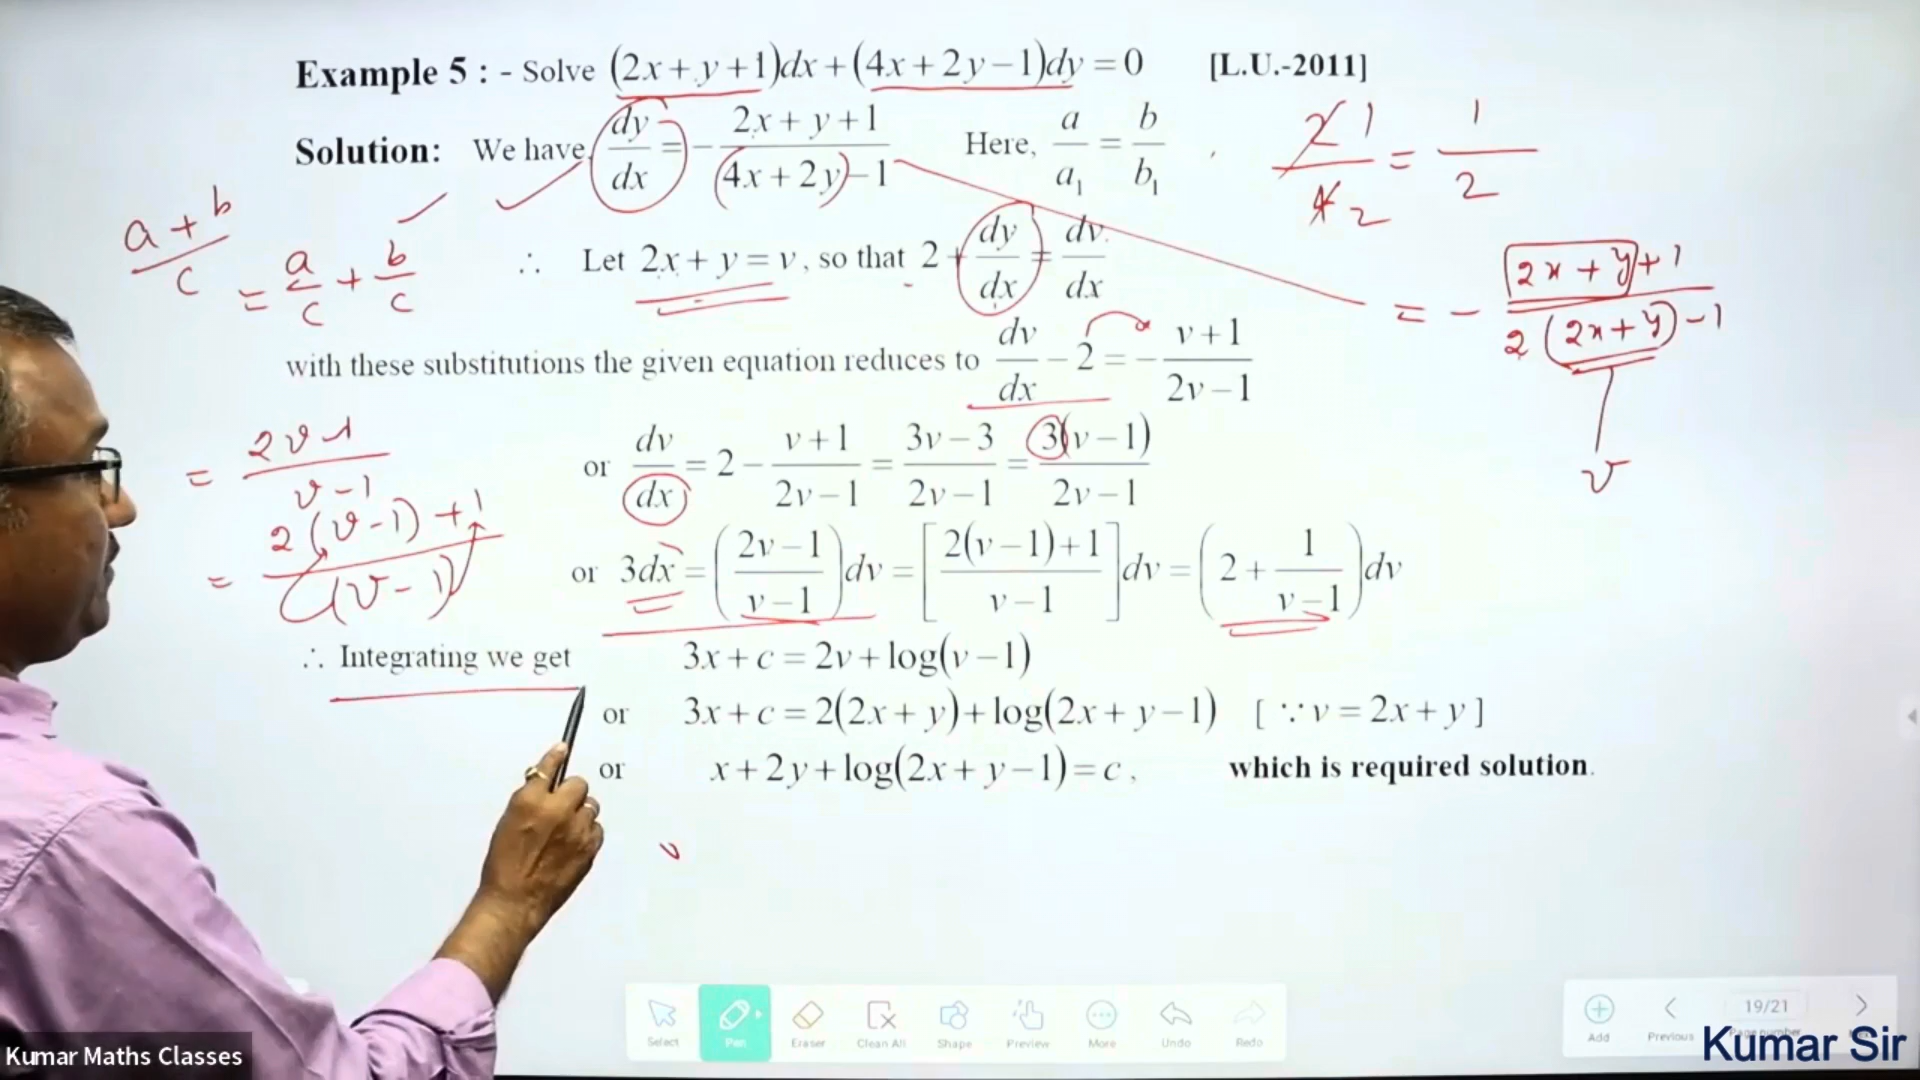 Example 5 : - Solve (2x + y + 1)dx + (4x + 2y − 1)dy = 0 [L.U.-2011]
Solution: We have, dy/dx = − (2x + y + 1)/(4x + 2y − 1) Here, a/a₁ = b/b₁ . 2 1/4 2 = 1/2
(a + b)/c = a/c + b/c
∴ Let 2x + y = v, so that 2 + dy/dx = dv/dx
= − (2x + y + 1)/(2(2x + y) − 1)
v
with these substitutions the given equation reduces to dv/dx − 2 = − (v + 1)/(2v − 1)
or dv/dx = 2 − (v + 1)/(2v − 1) = (3v − 3)/(2v − 1) = 3(v − 1)/(2v − 1)
= (2v − 1)/(v − 1)
= (2(v − 1) + 1)/(v − 1)
or 3dx = ((2v − 1)/(v − 1))dv = [(2(v − 1) + 1)/(v − 1)]dv = (2 + 1/(v − 1))dv
∴ Integrating we get 3x + c = 2v + log(v − 1)
or 3x + c = 2(2x + y) + log(2x + y − 1) [ ∵ v = 2x + y ]
or x + 2y + log(2x + y − 1) = c , which is required solution.
Select Pen Eraser Clean All Shape Preview More Undo Redo
Add Previous 19/21
Kumar Maths Classes
Kumar Sir